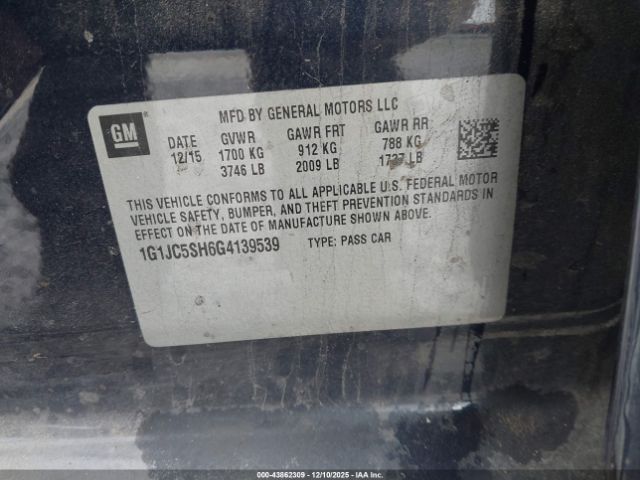 GM
MFD BY GENERAL MOTORS LLC
DATE GVWR GAWR FRT GAWR RR
12/15 1700 KG 912 KG 788 KG
3746 LB 2009 LB 1737 LB
THIS VEHICLE CONFORMS TO ALL APPLICABLE U.S. FEDERAL MOTOR
VEHICLE SAFETY, BUMPER, AND THEFT PREVENTION STANDARDS IN
EFFECT ON THE DATE OF MANUFACTURE SHOWN ABOVE.
1G1JC5SH6G4139539 TYPE: PASS CAR
000-43862309 - 12/10/2025 - IAAI.COM